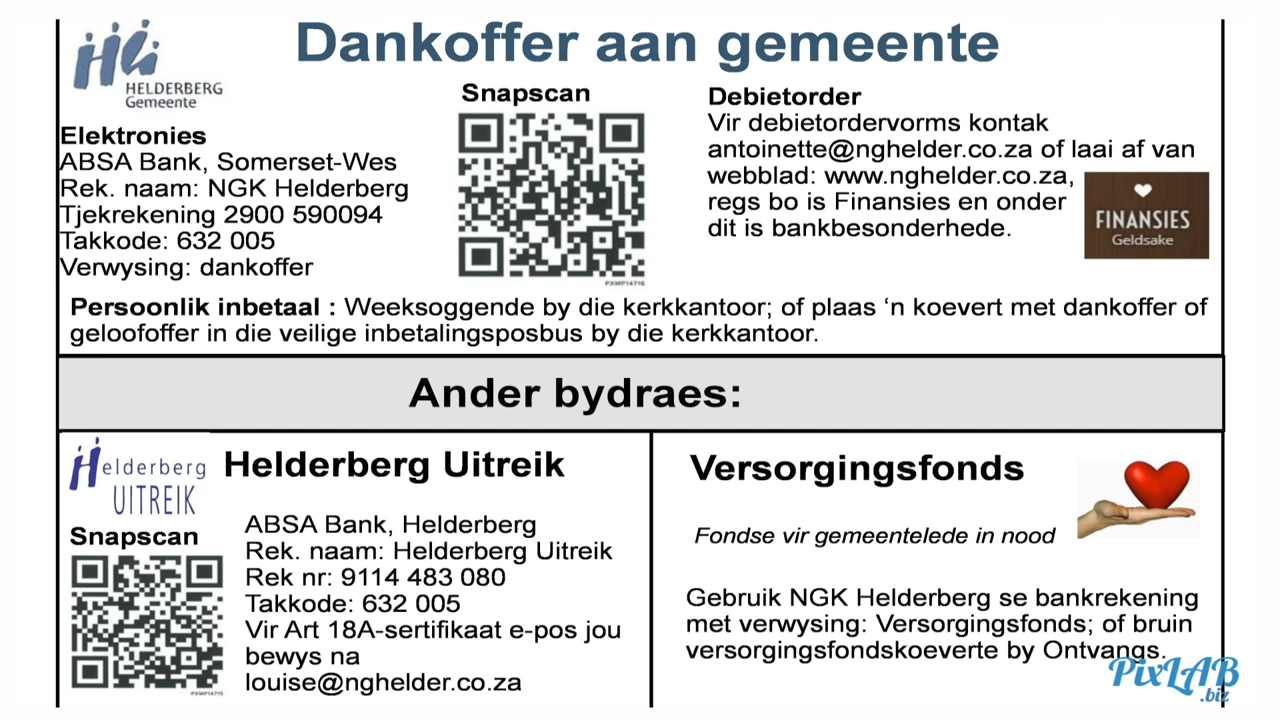 Dankoffer aan gemeente
HELDERBERG
Gemeente
Elektronies
ABSA Bank, Somerset-Wes
Rek. naam: NGK Helderberg
Tjekrekening 2900 590094
Takkode: 632 005
Verwysing: dankoffer
Snapscan
PXMP14716
Debietorder
Vir debietordervorms kontak
antoinette@nghelder.co.za of laai af van
webblad: www.nghelder.co.za,
regs bo is Finansies en onder
dit is bankbesonderhede.
FINANSIES
Geldsake
Persoonlik inbetaal : Weeksoggende by die kerkkantoor; of plaas ‘n koevert met dankoffer of
geloofoffer in die veilige inbetalingsposbus by die kerkkantoor.
Ander bydraes:
Helderberg
UITREIK
Helderberg Uitreik
Snapscan
PXMP14715
ABSA Bank, Helderberg
Rek. naam: Helderberg Uitreik
Rek nr: 9114 483 080
Takkode: 632 005
Vir Art 18A-sertifikaat e-pos jou
bewys na
louise@nghelder.co.za
Versorgingsfonds
Fondse vir gemeentelede in nood
Gebruik NGK Helderberg se bankrekening
met verwysing: Versorgingsfonds; of bruin
versorgingsfondskoeverte by Ontvangs.
PixLAB
.biz